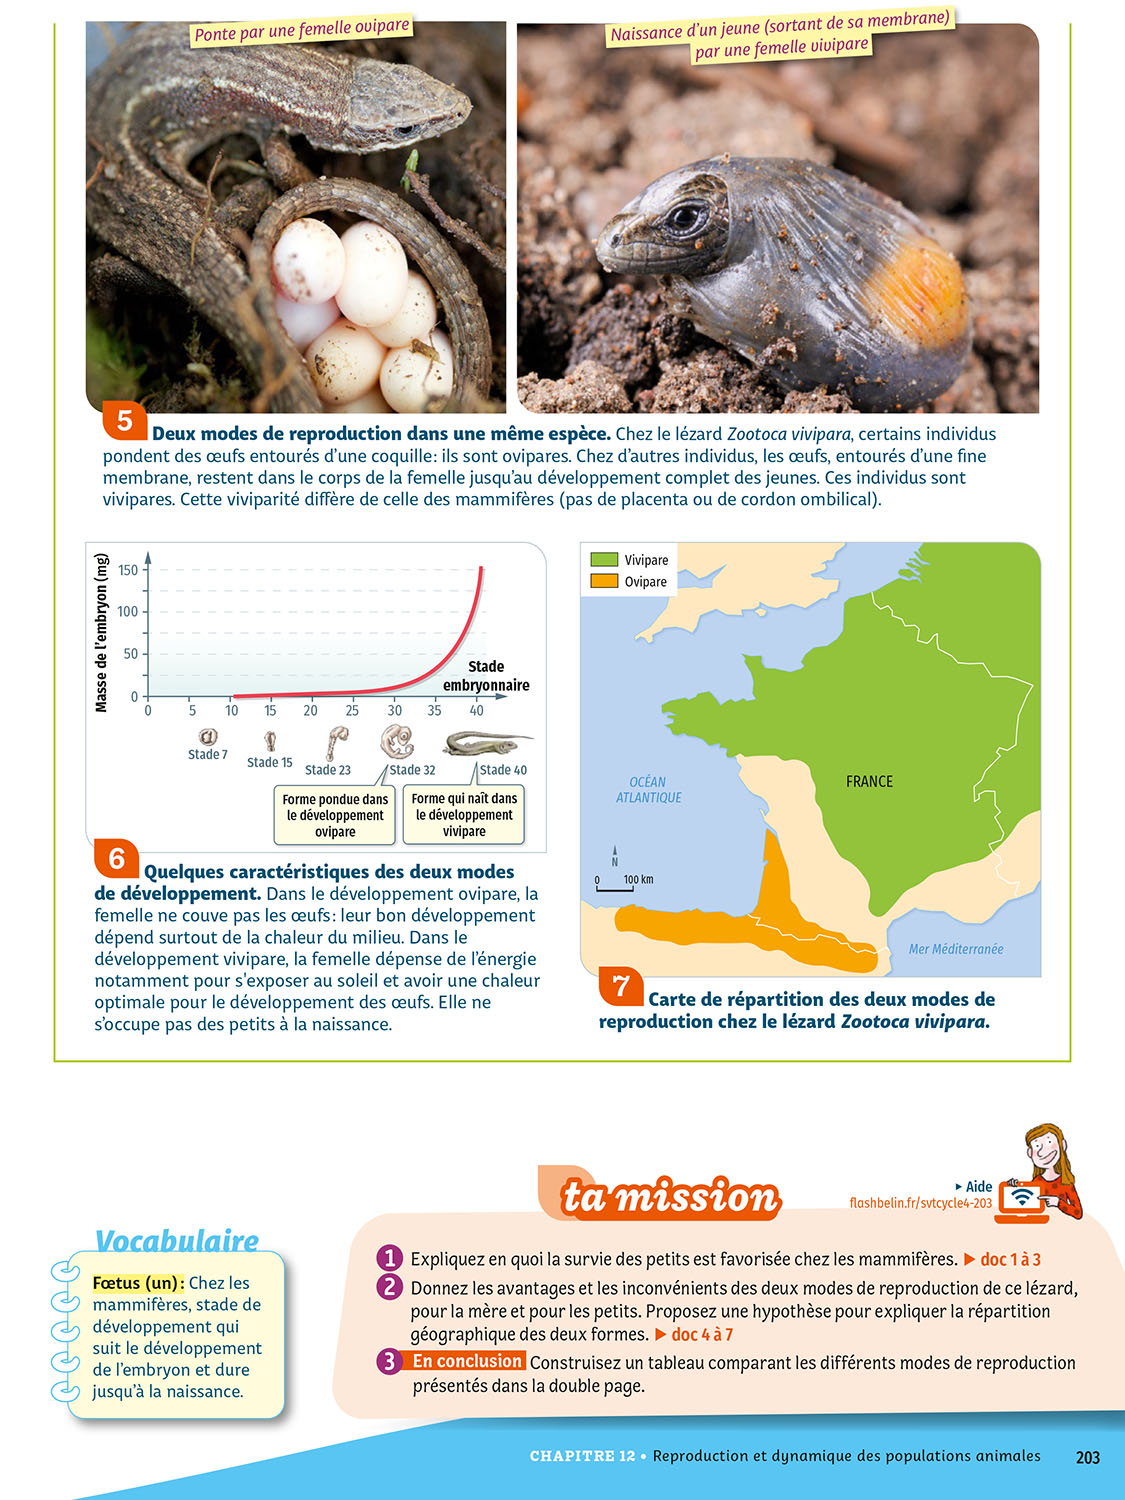 Ponte par une femelle ovipare
Naissance d'un jeune (sortant de sa membrane)
par une femelle vivipare
5 Deux modes de reproduction dans une même espèce. Chez le lézard Zootoca vivipara, certains individus
pondent des œufs entourés d'une coquille : ils sont ovipares. Chez d'autres individus, les œufs, entourés d'une fine
membrane, restent dans le corps de la femelle jusqu'au développement complet des jeunes. Ces individus sont
vivipares. Cette viviparité diffère de celle des mammifères (pas de placenta ou de cordon ombilical).
Masse de l'embryon (mg)
150
100
50
0
Stade
embryonnaire
0 5 10 15 20 25 30 35 40
Stade 7
Stade 15
Stade 23
Stade 32
Stade 40
Forme pondue dans
le développement
ovipare
Forme qui naît dans
le développement
vivipare
6 Quelques caractéristiques des deux modes
de développement. Dans le développement ovipare, la
femelle ne couve pas les œufs : leur bon développement
dépend surtout de la chaleur du milieu. Dans le
développement vivipare, la femelle dépense de l'énergie
notamment pour s'exposer au soleil et avoir une chaleur
optimale pour le développement des œufs. Elle ne
s'occupe pas des petits à la naissance.
Vivipare
Ovipare
FRANCE
OCÉAN
ATLANTIQUE
N
0 100 km
Mer Méditerranée
7 Carte de répartition des deux modes de
reproduction chez le lézard Zootoca vivipara.
ta mission
▸ Aide
flashbelin.fr/svtcycle4-203
Vocabulaire
Fœtus (un) : Chez les
mammifères, stade de
développement qui
suit le développement
de l'embryon et dure
jusqu'à la naissance.
1 Expliquez en quoi la survie des petits est favorisée chez les mammifères. ▶ doc 1 à 3
2 Donnez les avantages et les inconvénients des deux modes de reproduction de ce lézard,
pour la mère et pour les petits. Proposez une hypothèse pour expliquer la répartition
géographique des deux formes. ▶ doc 4 à 7
3 En conclusion Construisez un tableau comparant les différents modes de reproduction
présentés dans la double page.
CHAPITRE 12 • Reproduction et dynamique des populations animales 203